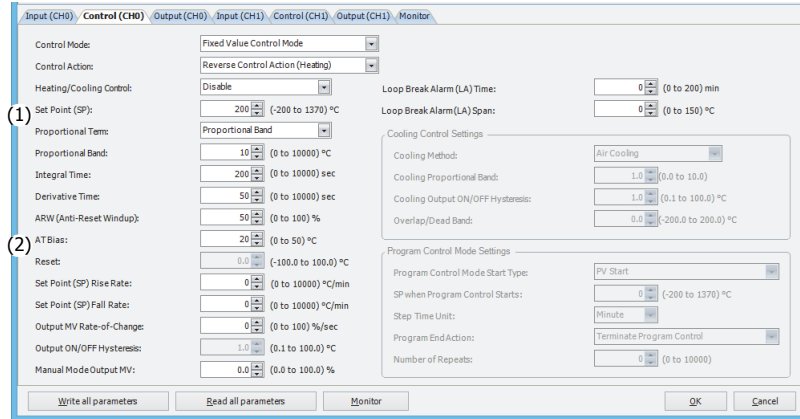 Input (CH0) Control (CH0) Output (CH0) Input (CH1) Control (CH1) Output (CH1) Monitor
Control Mode: Fixed Value Control Mode
Control Action: Reverse Control Action (Heating)
Heating/Cooling Control: Disable
Loop Break Alarm (LA) Time: 0 (0 to 200) min
(1)
Set Point (SP): 200 (-200 to 1370) °C
Loop Break Alarm (LA) Span: 0 (0 to 150) °C
Proportional Term: Proportional Band
Proportional Band: 10 (0 to 10000) °C
Integral Time: 200 (0 to 10000) sec
Derivative Time: 50 (0 to 10000) sec
ARW (Anti-Reset Windup): 50 (0 to 100) %
(2)
AT Bias: 20 (0 to 50) °C
Reset: 0.0 (-100.0 to 100.0) °C
Set Point (SP) Rise Rate: 0 (0 to 10000) °C/min
Set Point (SP) Fall Rate: 0 (0 to 10000) °C/min
Output MV Rate-of-Change: 0 (0 to 100) %/sec
Output ON/OFF Hysteresis: 1.0 (0.1 to 100.0) °C
Manual Mode Output MV: 0.0 (0.0 to 100.0) %
Cooling Control Settings
Cooling Method: Air Cooling
Cooling Proportional Band: 1.0 (0.0 to 10.0)
Cooling Output ON/OFF Hysteresis: 1.0 (0.1 to 100.0) °C
Overlap/Dead Band: 0.0 (-200.0 to 200.0) °C
Program Control Mode Settings
Program Control Mode Start Type: PV Start
SP when Program Control Starts: 0 (-200 to 1370) °C
Step Time Unit: Minute
Program End Action: Terminate Program Control
Number of Repeats: 0 (0 to 10000)
Write all parameters Read all parameters Monitor OK Cancel